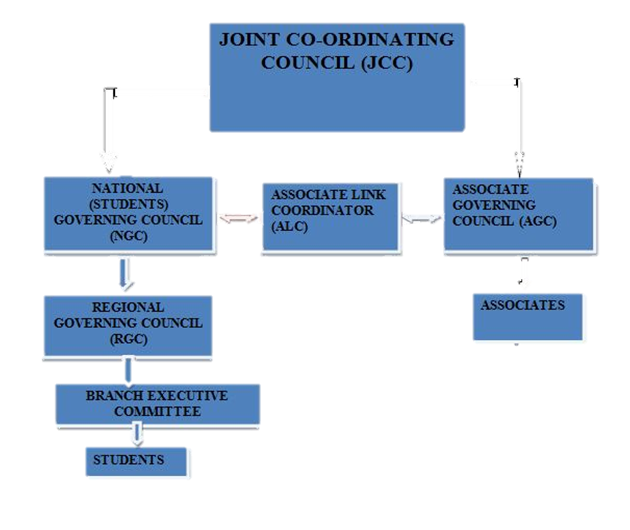 JOINT CO-ORDINATING
COUNCIL (JCC)
NATIONAL
(STUDENTS)
GOVERNING COUNCIL
(NGC)
ASSOCIATE LINK
COORDINATOR
(ALC)
ASSOCIATE
GOVERNING
COUNCIL (AGC)
REGIONAL
GOVERNING COUNCIL
(RGC)
ASSOCIATES
BRANCH EXECUTIVE
COMMITTEE
STUDENTS